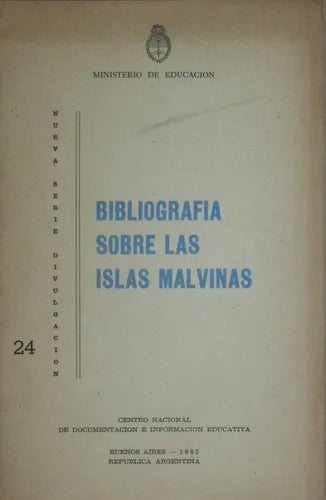 MINISTERIO DE EDUCACION
NUEVA SERIE DIVULGACION
BIBLIOGRAFIA
SOBRE LAS
ISLAS MALVINAS
24
CENTRO NACIONAL
DE DOCUMENTACION E INFORMACION EDUCATIVA
BUENOS AIRES — 1982
REPUBLICA ARGENTINA